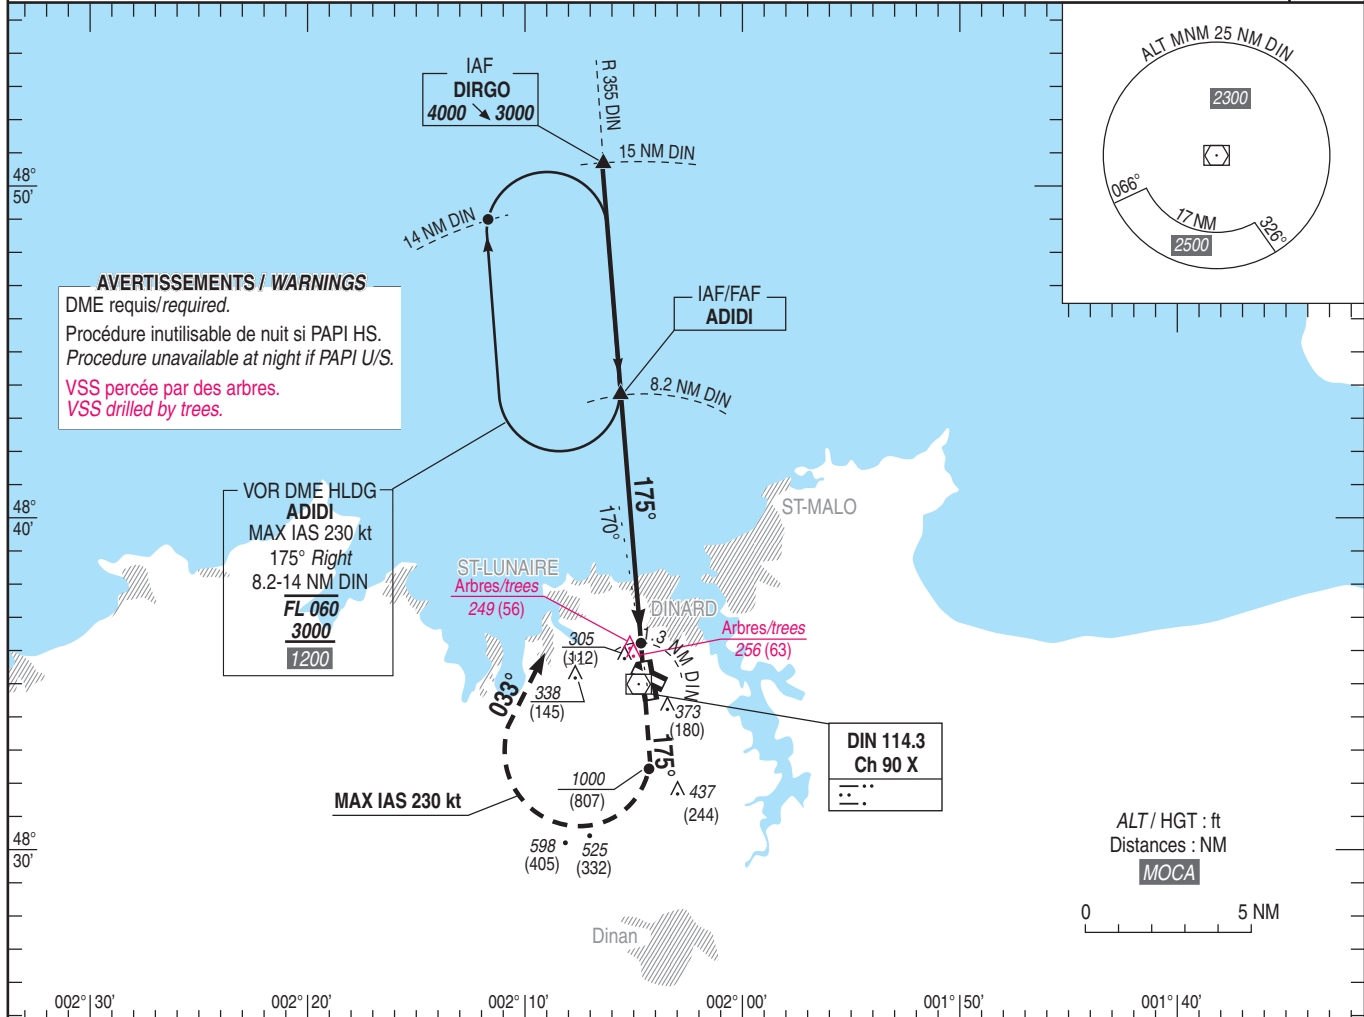 IAF
DIRGO
4000 ↘ 3000
R 355 DIN
15 NM DIN
14 NM DIN
ALT MNM 25 NM DIN
2300
066°
17 NM
326°
2500
48°
50'
AVERTISSEMENTS / WARNINGS
DME requis/required.
Procédure inutilisable de nuit si PAPI HS.
Procedure unavailable at night if PAPI U/S.
VSS percée par des arbres.
VSS drilled by trees.
IAF/FAF
ADIDI
8.2 NM DIN
VOR DME HLDG
ADIDI
MAX IAS 230 kt
175° Right
8.2-14 NM DIN
FL 060
3000
1200
48°
40'
175°
170°
ST-MALO
ST-LUNAIRE
Arbres/trees
249 (56)
DINARD
Arbres/trees
256 (63)
1.3 NM DIN
305
(112)
338
(145)
033°
373
(180)
175°
DIN 114.3
Ch 90 X
1000
(807)
437
(244)
MAX IAS 230 kt
598
(405)
525
(332)
48°
30'
ALT / HGT : ft
Distances : NM
MOCA
0 5 NM
Dinan
002° 30' 002° 20' 002° 10' 002° 00' 001° 50' 001° 40'